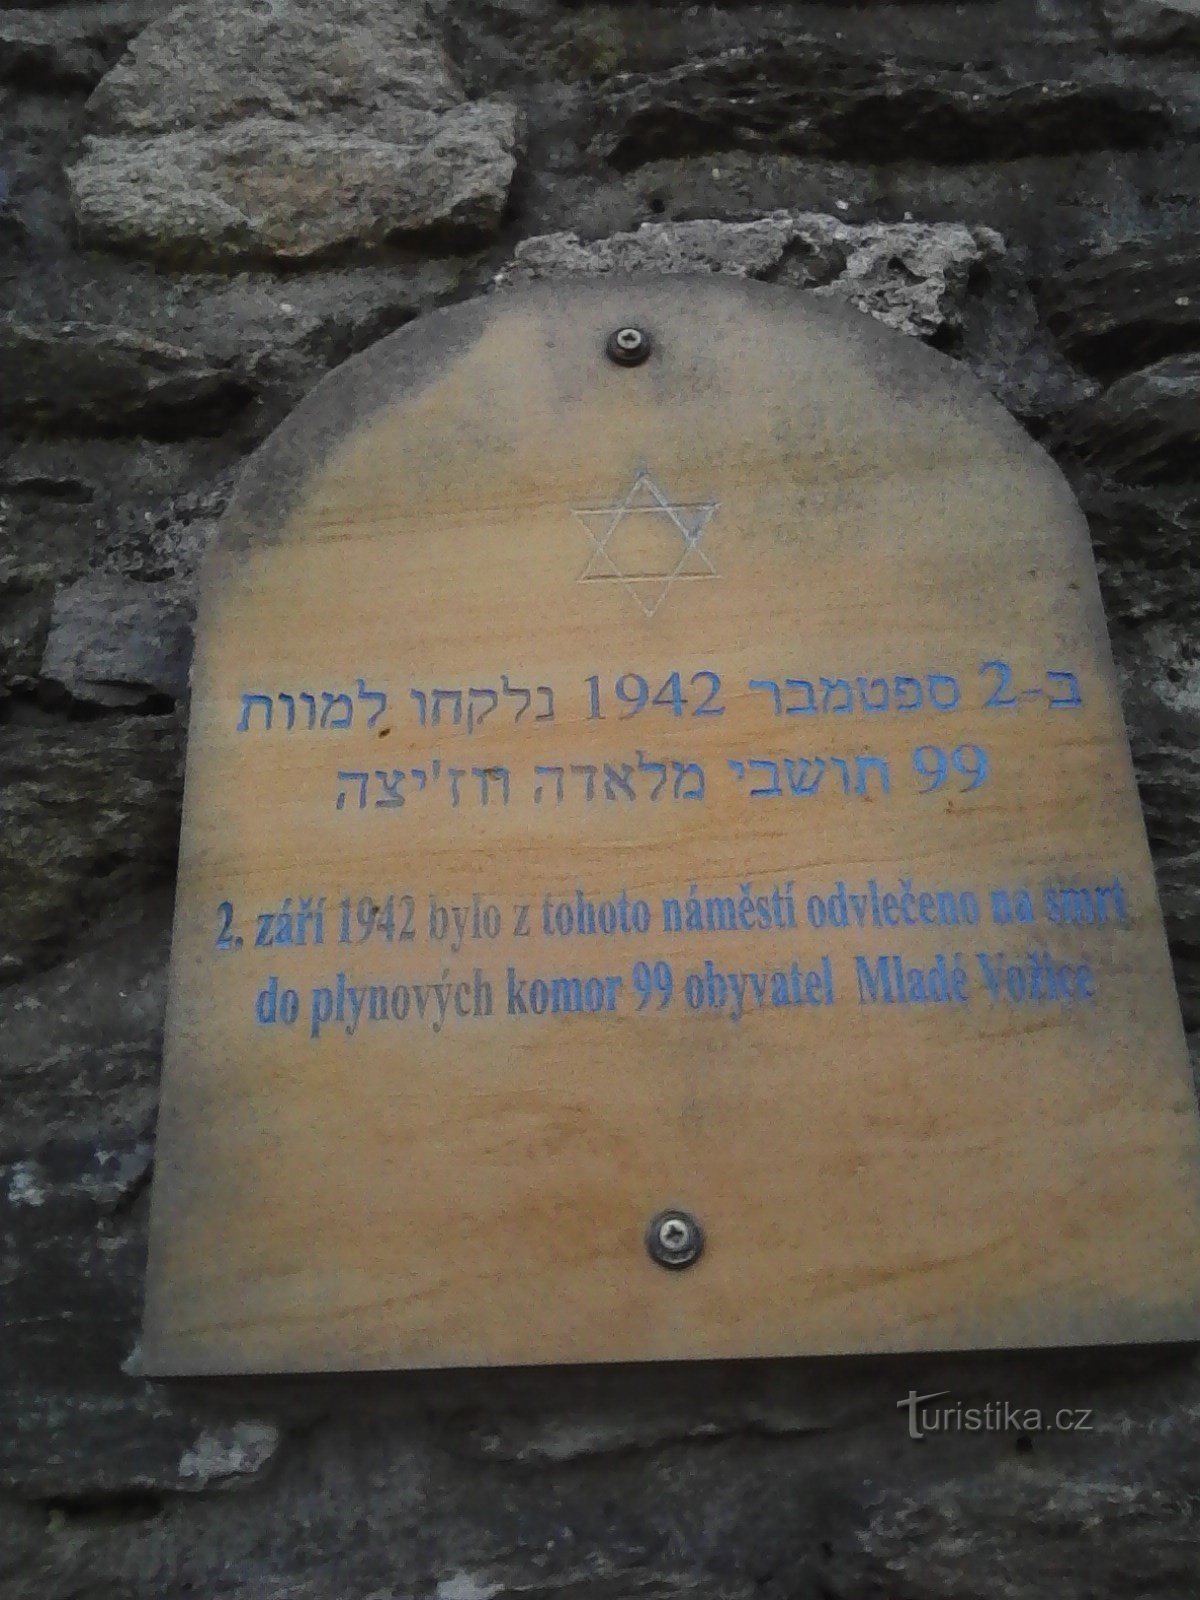 ב-2 ספטמבר 1942 נלקחו למוות
99 תושבי מלאדה ווז'יצה
2. září 1942 bylo z tohoto náměstí odvlečeno na smrt
do plynových komor 99 obyvatel Mladé Vožice
Turistika.cz